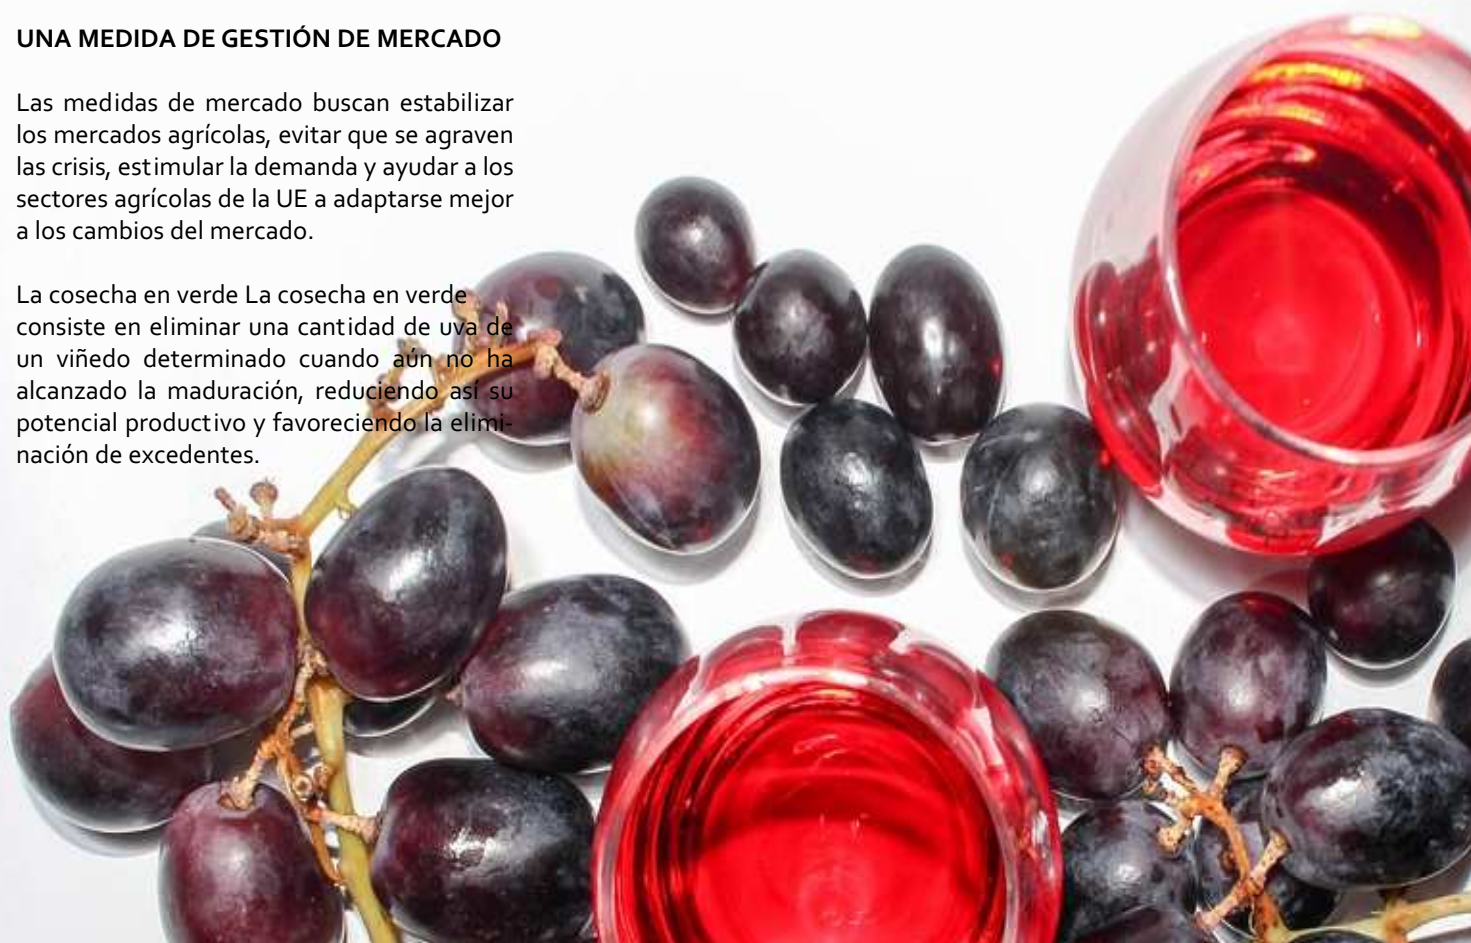 UNA MEDIDA DE GESTIÓN DE MERCADO
Las medidas de mercado buscan estabilizar
los mercados agrícolas, evitar que se agraven
las crisis, estimular la demanda y ayudar a los
sectores agrícolas de la UE a adaptarse mejor
a los cambios del mercado.
La cosecha en verde La cosecha en verde
consiste en eliminar una cantidad de uva de
un viñedo determinado cuando aún no ha
alcanzado la maduración, reduciendo así su
potencial productivo y favoreciendo la elimi-
nación de excedentes.